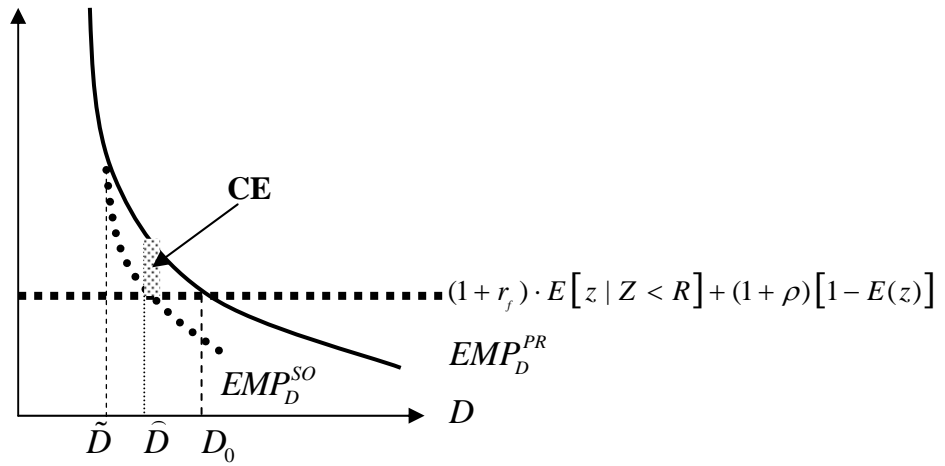 CE
(1 + r_f) · E[z | Z < R] + (1 + ρ)[1 − E(z)]
EMP_D^{PR}
EMP_D^{SO}
D
D̃ D̂ D_0